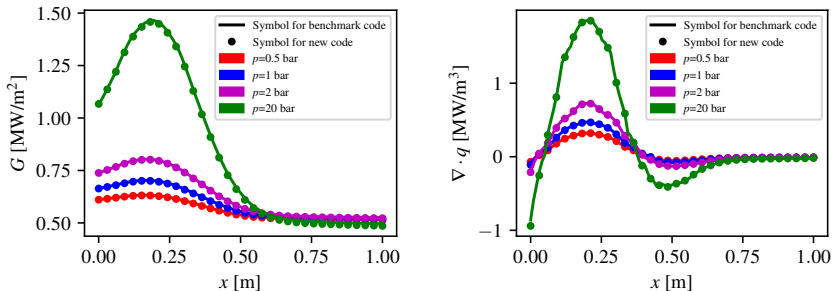 1.50
1.25
1.00
0.75
0.50
G [MW/m²]
0.00 0.25 0.50 0.75 1.00
x [m]
Symbol for benchmark code
Symbol for new code
p=0.5 bar
p=1 bar
p=2 bar
p=20 bar
1
0
−1
∇ · q [MW/m³]
0.00 0.25 0.50 0.75 1.00
x [m]
Symbol for benchmark code
Symbol for new code
p=0.5 bar
p=1 bar
p=2 bar
p=20 bar